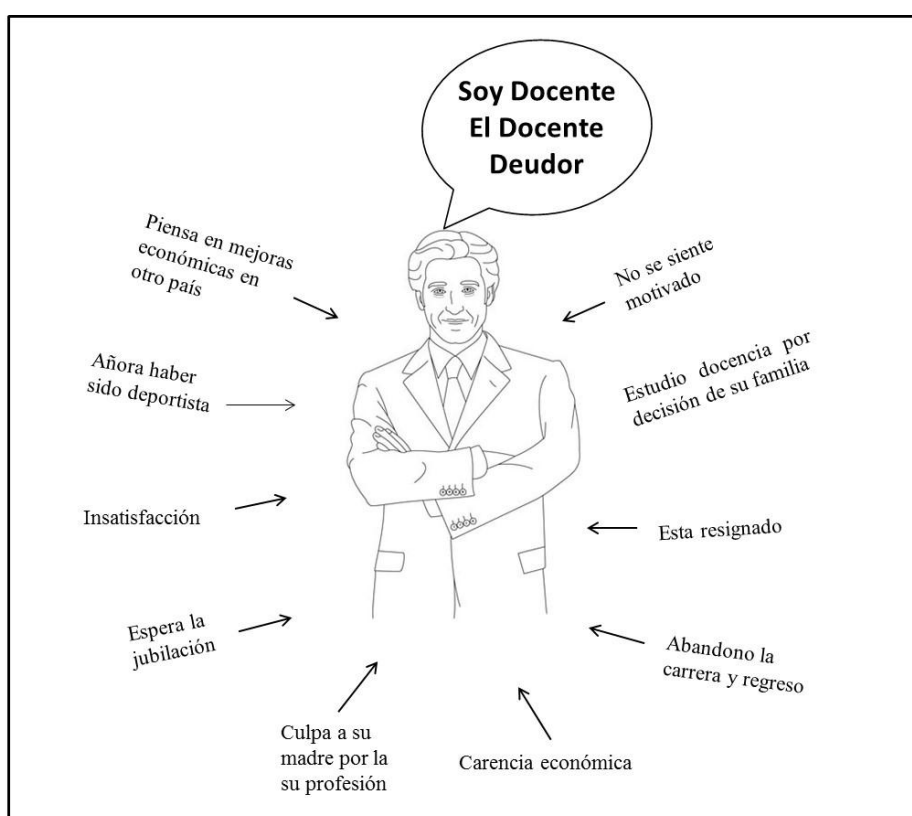 Soy Docente
El Docente
Deudor
Piensa en mejoras
económicas en
otro país
No se siente
motivado
Añora haber
sido deportista
Estudio docencia por
decisión de su familia
Insatisfacción
Esta resignado
Espera la
jubilación
Abandono la
carrera y regreso
Culpa a su
madre por la
su profesión
Carencia económica